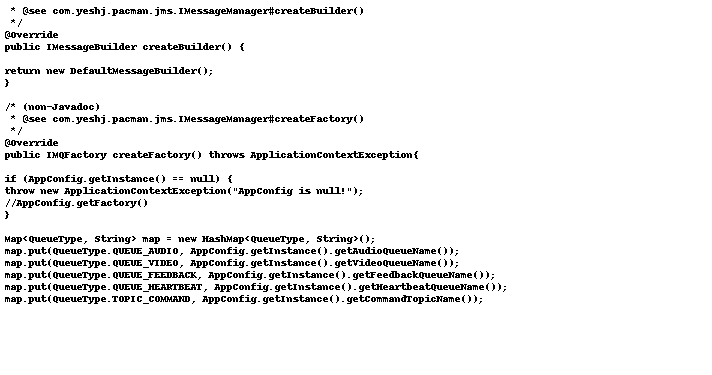 * @see com.yeshj.pacman.jms.IMessageManager#createBuilder()
*/
@Override
public IMessageBuilder createBuilder() {
return new DefaultMessageBuilder();
}
/* (non-Javadoc)
* @see com.yeshj.pacman.jms.IMessageManager#createFactory()
*/
@Override
public IMQFactory createFactory() throws ApplicationContextException{
if (AppConfig.getInstance() == null) {
throw new ApplicationContextException("AppConfig is null!");
//AppConfig.getFactory()
}
Map<QueueType, String> map = new HashMap<QueueType, String>();
map.put(QueueType.QUEUE_AUDIO, AppConfig.getInstance().getAudioQueueName());
map.put(QueueType.QUEUE_VIDEO, AppConfig.getInstance().getVideoQueueName());
map.put(QueueType.QUEUE_FEEDBACK, AppConfig.getInstance().getFeedbackQueueName());
map.put(QueueType.QUEUE_HEARTBEAT, AppConfig.getInstance().getHeartbeatQueueName());
map.put(QueueType.TOPIC_COMMAND, AppConfig.getInstance().getCommandTopicName());